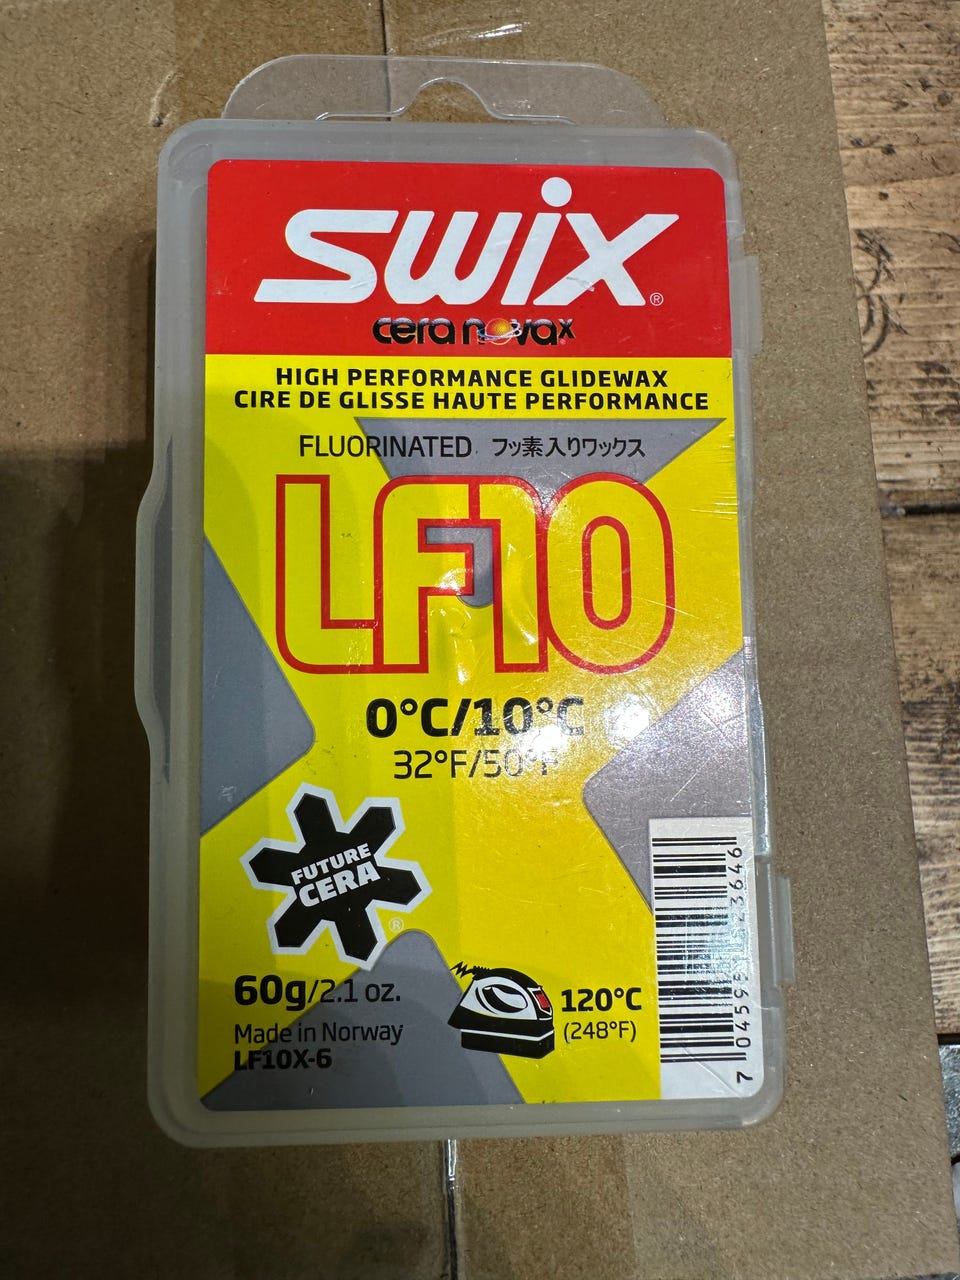 swix®
cera novax
HIGH PERFORMANCE GLIDEWAX
CIRE DE GLISSE HAUTE PERFORMANCE
FLUORINATED フッ素入りワックス
LF10
0°C/10°C
32°F/50°F
FUTURE
CERA
®
60g/2.1 oz.
Made in Norway
LF10X-6
120°C
(248°F)